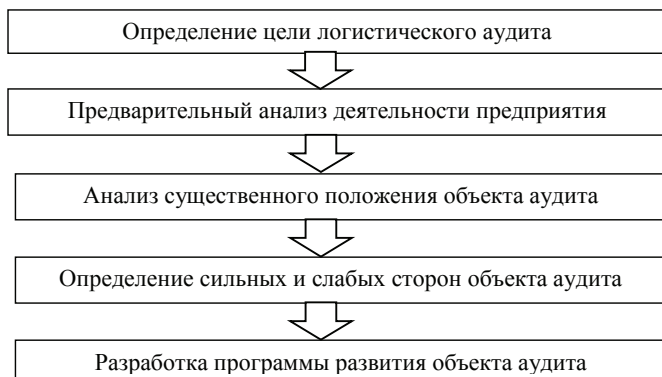 Определение цели логистического аудита
Предварительный анализ деятельности предприятия
Анализ существенного положения объекта аудита
Определение сильных и слабых сторон объекта аудита
Разработка программы развития объекта аудита